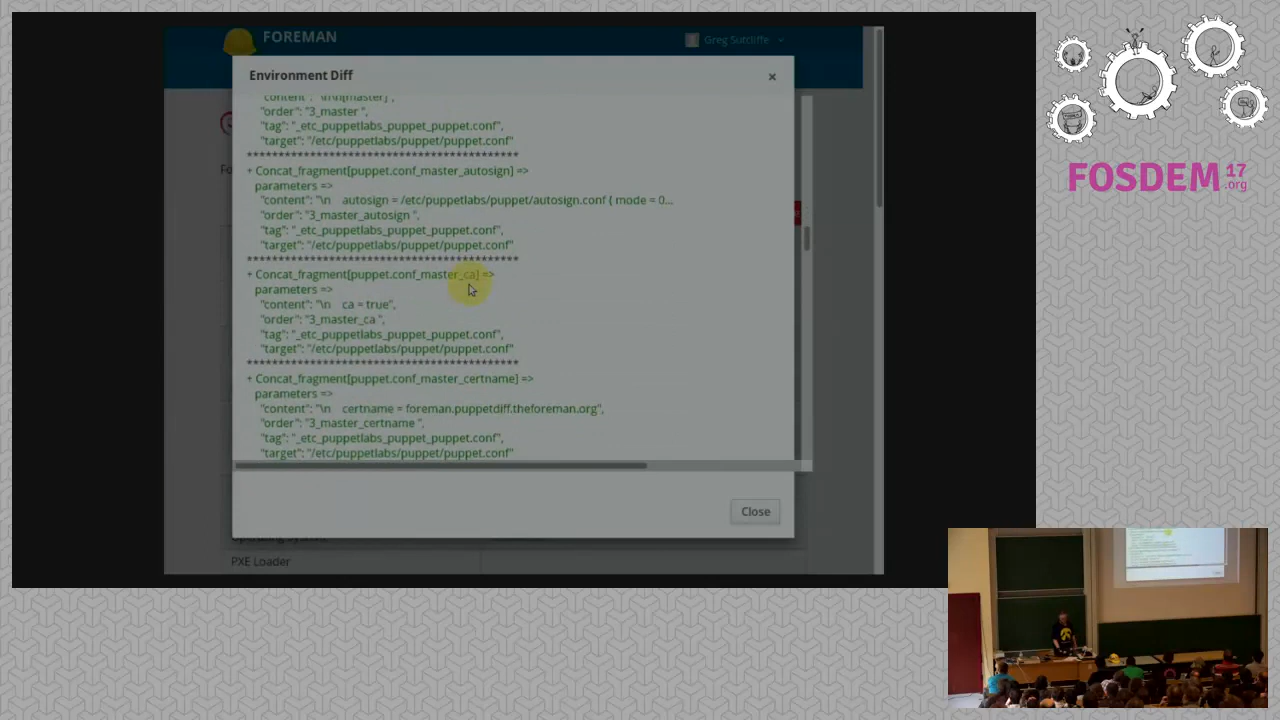 FOREMAN
Greg Sutcliffe
Environment Diff
×
"content": "\n\n[master]",
"order": "3_master ",
"tag": "_etc_puppetlabs_puppet_puppet.conf",
"target": "/etc/puppetlabs/puppet/puppet.conf"
*******************************************
+ Concat_fragment[puppet.conf_master_autosign] =>
parameters =>
"content": "\n    autosign = /etc/puppetlabs/puppet/autosign.conf { mode = 0...
"order": "3_master_autosign ",
"tag": "_etc_puppetlabs_puppet_puppet.conf",
"target": "/etc/puppetlabs/puppet/puppet.conf"
*******************************************
+ Concat_fragment[puppet.conf_master_ca] =>
parameters =>
"content": "\n    ca = true",
"order": "3_master_ca ",
"tag": "_etc_puppetlabs_puppet_puppet.conf",
"target": "/etc/puppetlabs/puppet/puppet.conf"
*******************************************
+ Concat_fragment[puppet.conf_master_certname] =>
parameters =>
"content": "\n    certname = foreman.puppetdiff.theforeman.org",
"order": "3_master_certname ",
"tag": "_etc_puppetlabs_puppet_puppet.conf",
"target": "/etc/puppetlabs/puppet/puppet.conf"
Close
Operating System
PXE Loader
FOSDEM 17
.org